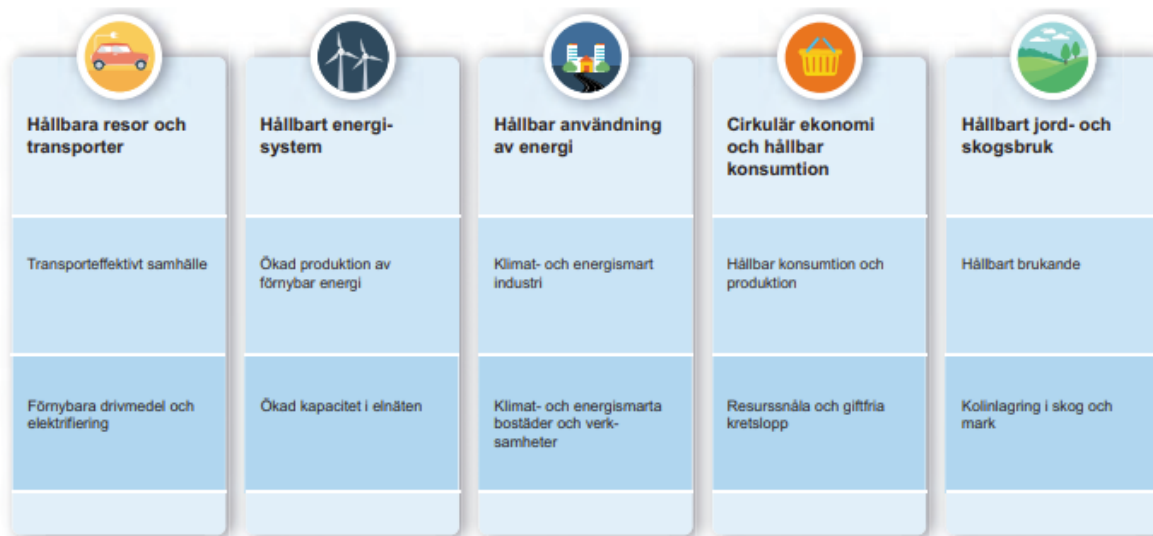 Hållbara resor och
transporter
Transporteffektivt samhälle
Förnybara drivmedel och
elektrifiering
Hållbart energi-
system
Ökad produktion av
förnybar energi
Ökad kapacitet i elnäten
Hållbar användning
av energi
Klimat- och energismart
industri
Klimat- och energismarta
bostäder och verk-
samheter
Cirkulär ekonomi
och hållbar
konsumtion
Hållbar konsumtion och
produktion
Resurssnåla och giftfria
kretslopp
Hållbart jord- och
skogsbruk
Hållbart brukande
Kolinlagring i skog och
mark